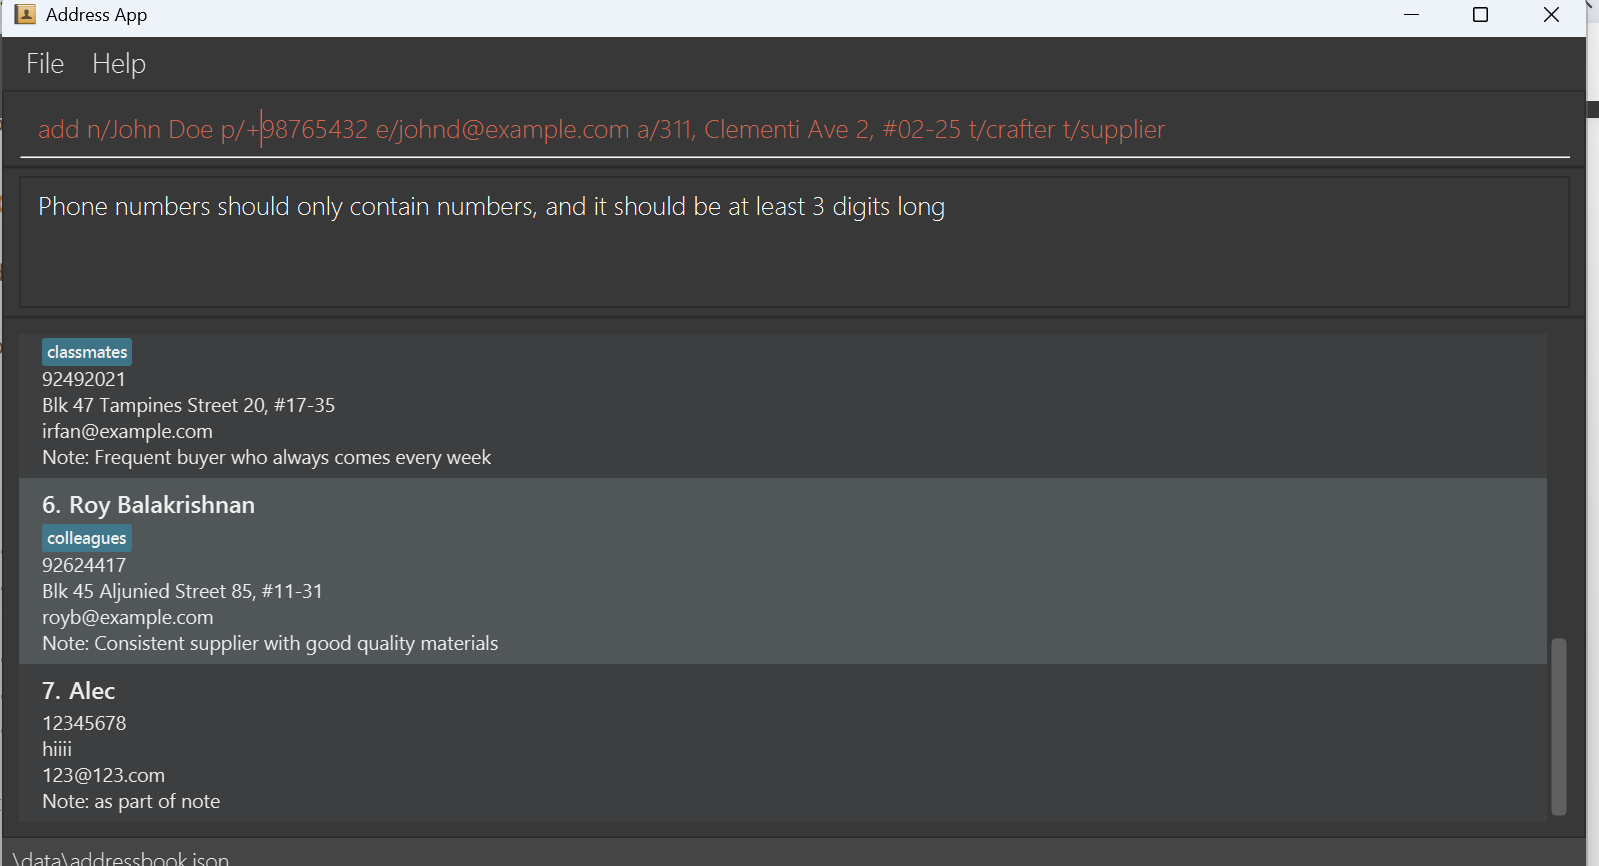 Address App
File Help
add n/John Doe p/+98765432 e/johnd@example.com a/311, Clementi Ave 2, #02-25 t/crafter t/supplier
Phone numbers should only contain numbers, and it should be at least 3 digits long
classmates
92492021
Blk 47 Tampines Street 20, #17-35
irfan@example.com
Note: Frequent buyer who always comes every week
6. Roy Balakrishnan
colleagues
92624417
Blk 45 Aljunied Street 85, #11-31
royb@example.com
Note: Consistent supplier with good quality materials
7. Alec
12345678
hiiii
123@123.com
Note: as part of note
\data\addressbook.json